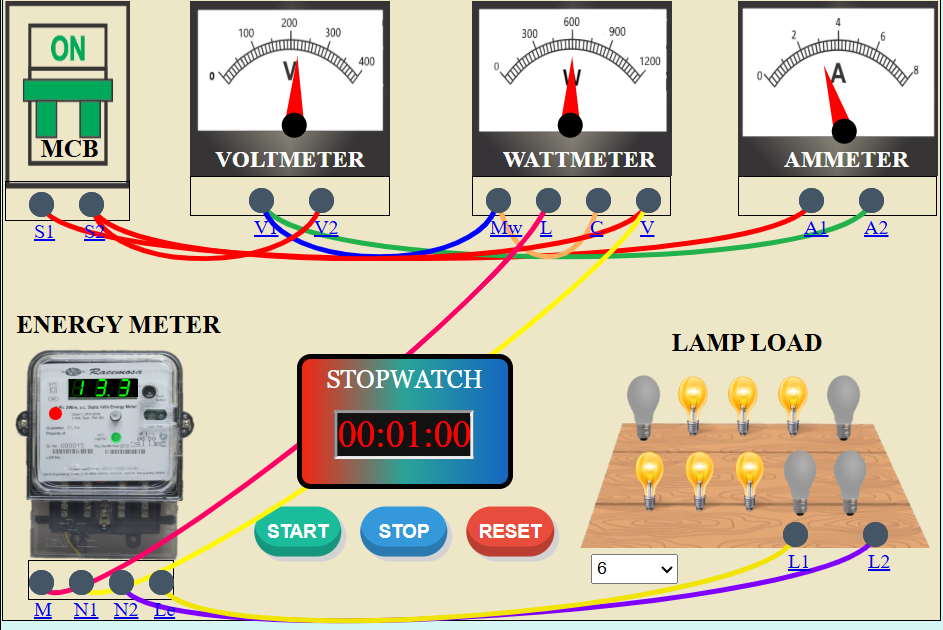 ON
MCB
0 100 200 300 400
V
VOLTMETER
0 300 600 900 1200
W
WATTMETER
0 2 4 6 8
A
AMMETER
S1 S2 V1 V2 Mw L C V A1 A2
ENERGY METER
LAMP LOAD
Racemosa
13.3
STOPWATCH
00:01:00
START STOP RESET
6
L1 L2
M N1 N2 Le